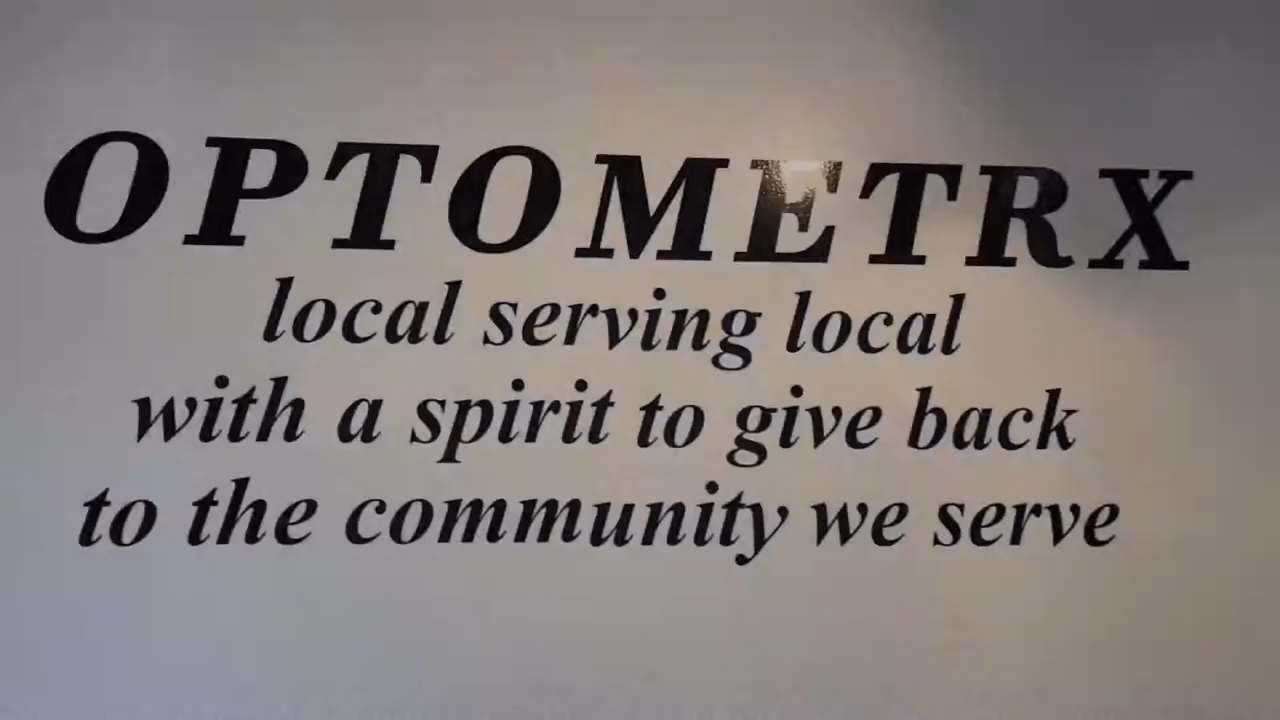 OPTOMETRX
local serving local
with a spirit to give back
to the community we serve